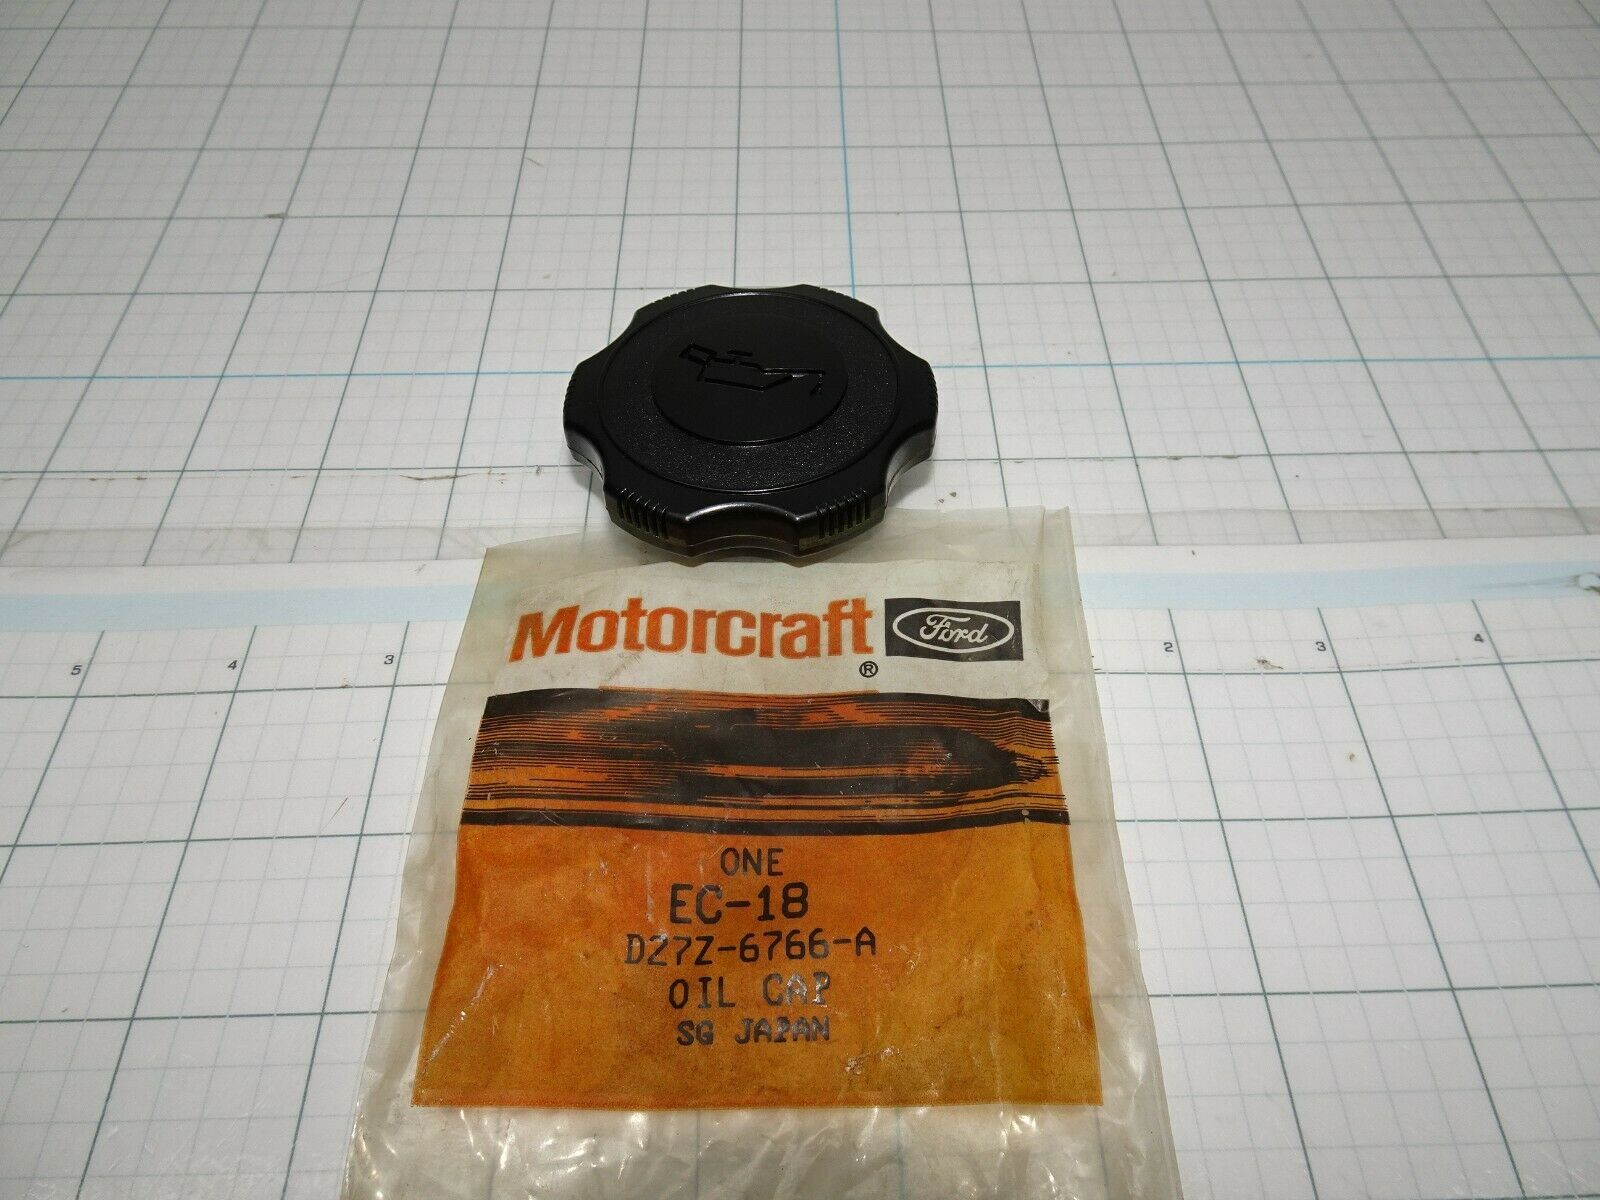 Motorcraft ® Ford
5 4 3 2 3 4
ONE
EC-18
D27Z-6766-A
OIL CAP
SG JAPAN